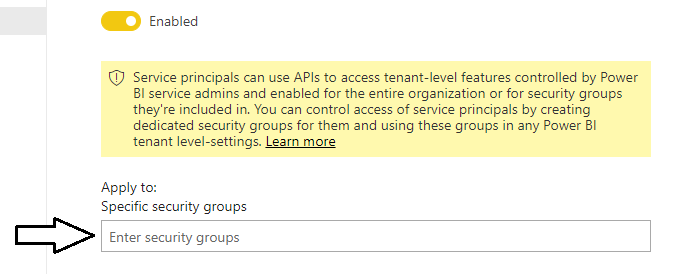 Enabled
Service principals can use APIs to access tenant-level features controlled by Power
BI service admins and enabled for the entire organization or for security groups
they're included in. You can control access of service principals by creating
dedicated security groups for them and using these groups in any Power BI
tenant level-settings. Learn more
Apply to:
Specific security groups
Enter security groups